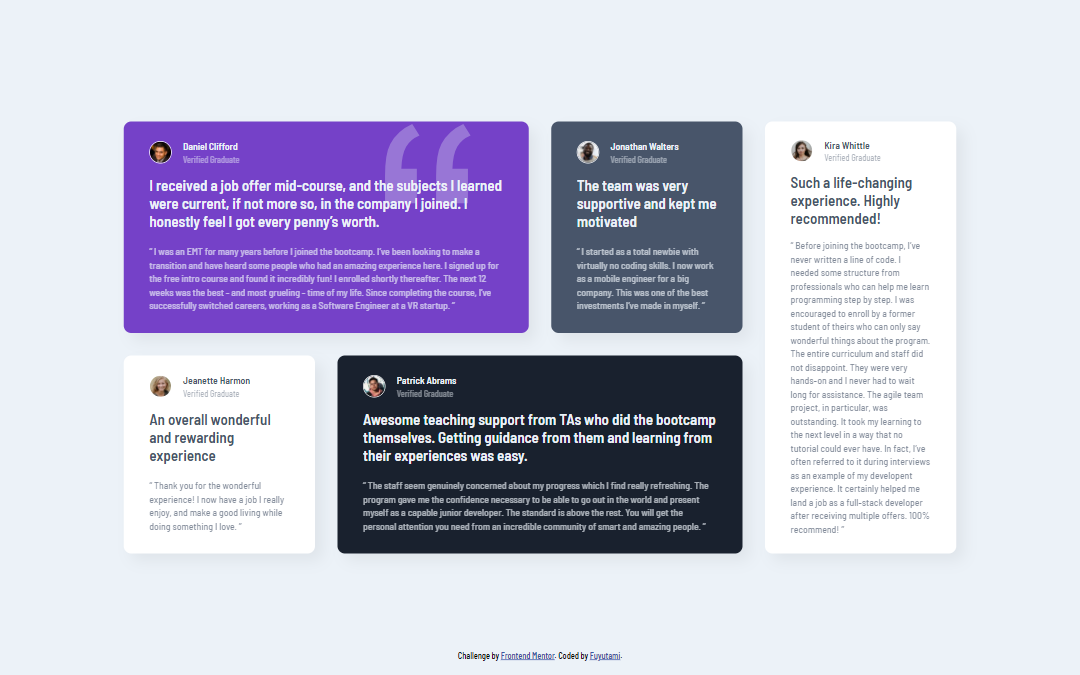 Daniel Clifford
Verified Graduate
I received a job offer mid-course, and the subjects I learned
were current, if not more so, in the company I joined. I
honestly feel I got every penny’s worth.
“ I was an EMT for many years before I joined the bootcamp. I’ve been looking to make a
transition and have heard some people who had an amazing experience here. I signed up for
the free intro course and found it incredibly fun! I enrolled shortly thereafter. The next 12
weeks was the best – and most grueling – time of my life. Since completing the course, I’ve
successfully switched careers, working as a Software Engineer at a VR startup. ”
Jonathan Walters
Verified Graduate
The team was very
supportive and kept me
motivated
“ I started as a total newbie with
virtually no coding skills. I now work
as a mobile engineer for a big
company. This was one of the best
investments I’ve made in myself. ”
Kira Whittle
Verified Graduate
Such a life-changing
experience. Highly
recommended!
“ Before joining the bootcamp, I’ve
never written a line of code. I
needed some structure from
professionals who can help me learn
programming step by step. I was
encouraged to enroll by a former
student of theirs who can only say
wonderful things about the program.
The entire curriculum and staff did
not disappoint. They were very
hands-on and I never had to wait
long for assistance. The agile team
project, in particular, was
outstanding. It took my learning to
the next level in a way that no
tutorial could ever have. In fact, I’ve
often referred to it during interviews
as an example of my developent
experience. It certainly helped me
land a job as a full-stack developer
after receiving multiple offers. 100%
recommend! ”
Jeanette Harmon
Verified Graduate
An overall wonderful
and rewarding
experience
“ Thank you for the wonderful
experience! I now have a job I really
enjoy, and make a good living while
doing something I love. ”
Patrick Abrams
Verified Graduate
Awesome teaching support from TAs who did the bootcamp
themselves. Getting guidance from them and learning from
their experiences was easy.
“ The staff seem genuinely concerned about my progress which I find really refreshing. The
program gave me the confidence necessary to be able to go out in the world and present
myself as a capable junior developer. The standard is above the rest. You will get the
personal attention you need from an incredible community of smart and amazing people. ”
Challenge by Frontend Mentor. Coded by Fuyutami.